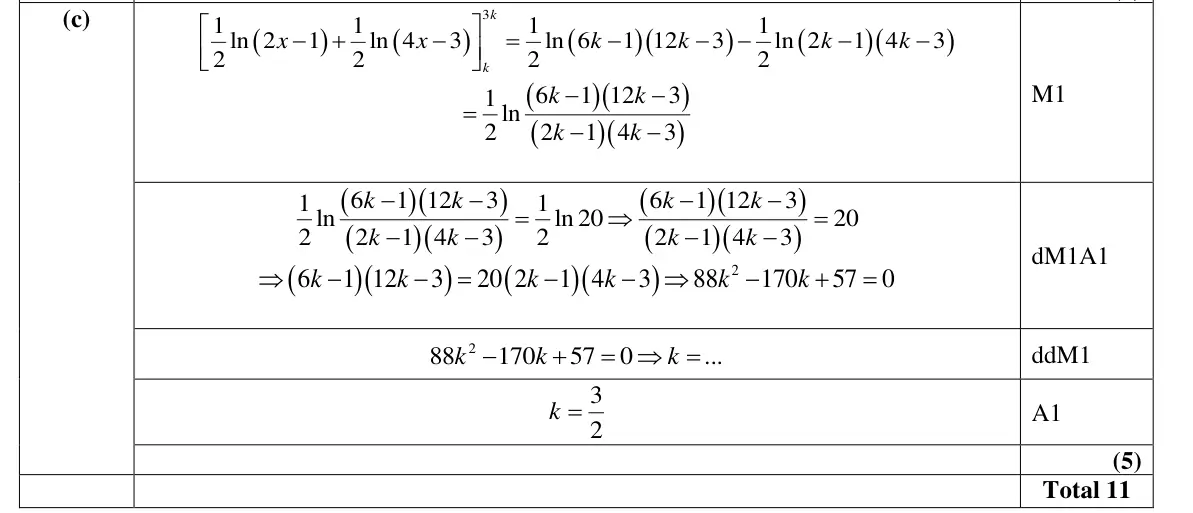 (c)
[1/2 ln(2x−1)+1/2 ln(4x−3)]_k^{3k} = 1/2 ln(6k−1)(12k−3)−1/2 ln(2k−1)(4k−3)
= 1/2 ln (6k−1)(12k−3)/(2k−1)(4k−3)
M1
1/2 ln (6k−1)(12k−3)/(2k−1)(4k−3) = 1/2 ln 20 ⇒ (6k−1)(12k−3)/(2k−1)(4k−3) = 20
⇒(6k−1)(12k−3)=20(2k−1)(4k−3)⇒88k²−170k+57=0
dM1A1
88k²−170k+57=0⇒k=...
ddM1
k = 3/2
A1
(5)
Total 11